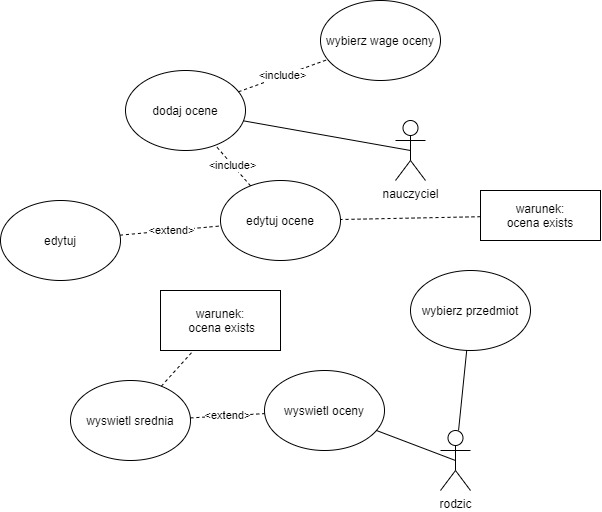 wybierz wage oceny
<include>
dodaj ocene
<include>
nauczyciel
edytuj ocene
warunek:
ocena exists
<extend>
edytuj
warunek:
ocena exists
wybierz przedmiot
wyswietl srednia
<extend>
wyswietl oceny
rodzic